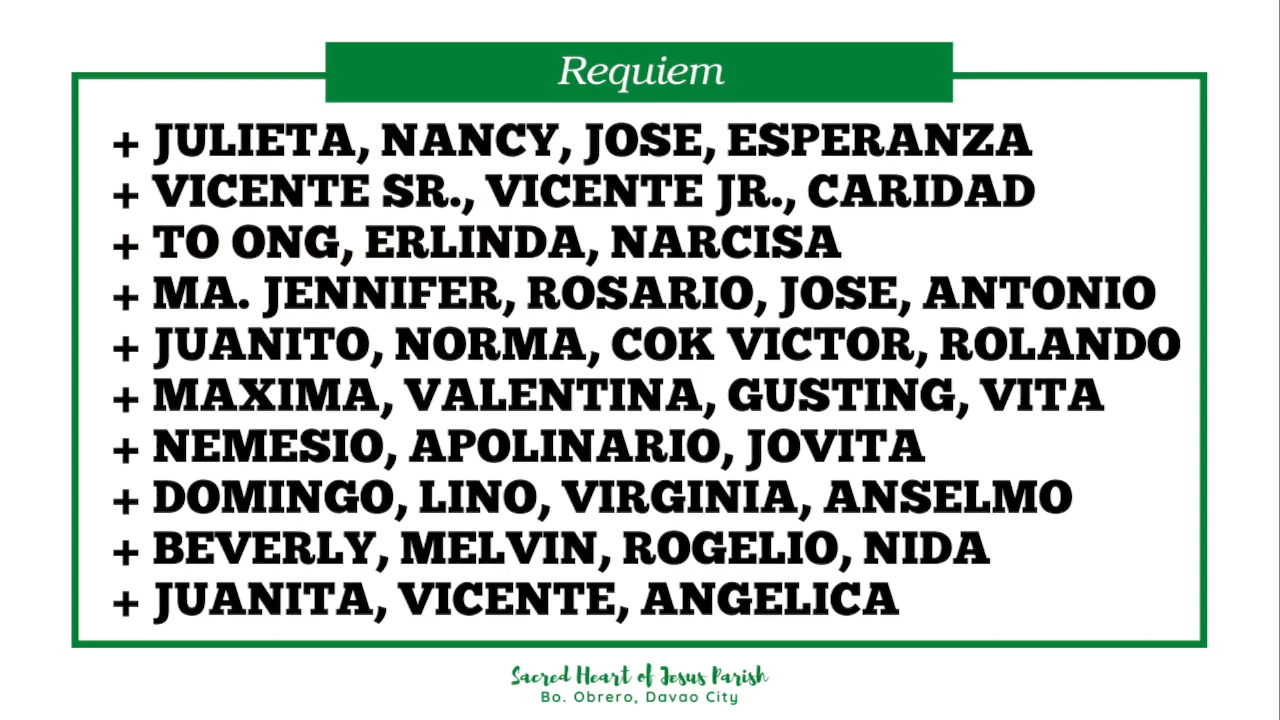 Requiem
+ JULIETA, NANCY, JOSE, ESPERANZA
+ VICENTE SR., VICENTE JR., CARIDAD
+ TO ONG, ERLINDA, NARCISA
+ MA. JENNIFER, ROSARIO, JOSE, ANTONIO
+ JUANITO, NORMA, COK VICTOR, ROLANDO
+ MAXIMA, VALENTINA, GUSTING, VITA
+ NEMESIO, APOLINARIO, JOVITA
+ DOMINGO, LINO, VIRGINIA, ANSELMO
+ BEVERLY, MELVIN, ROGELIO, NIDA
+ JUANITA, VICENTE, ANGELICA
Sacred Heart of Jesus Parish
Bo. Obrero, Davao City